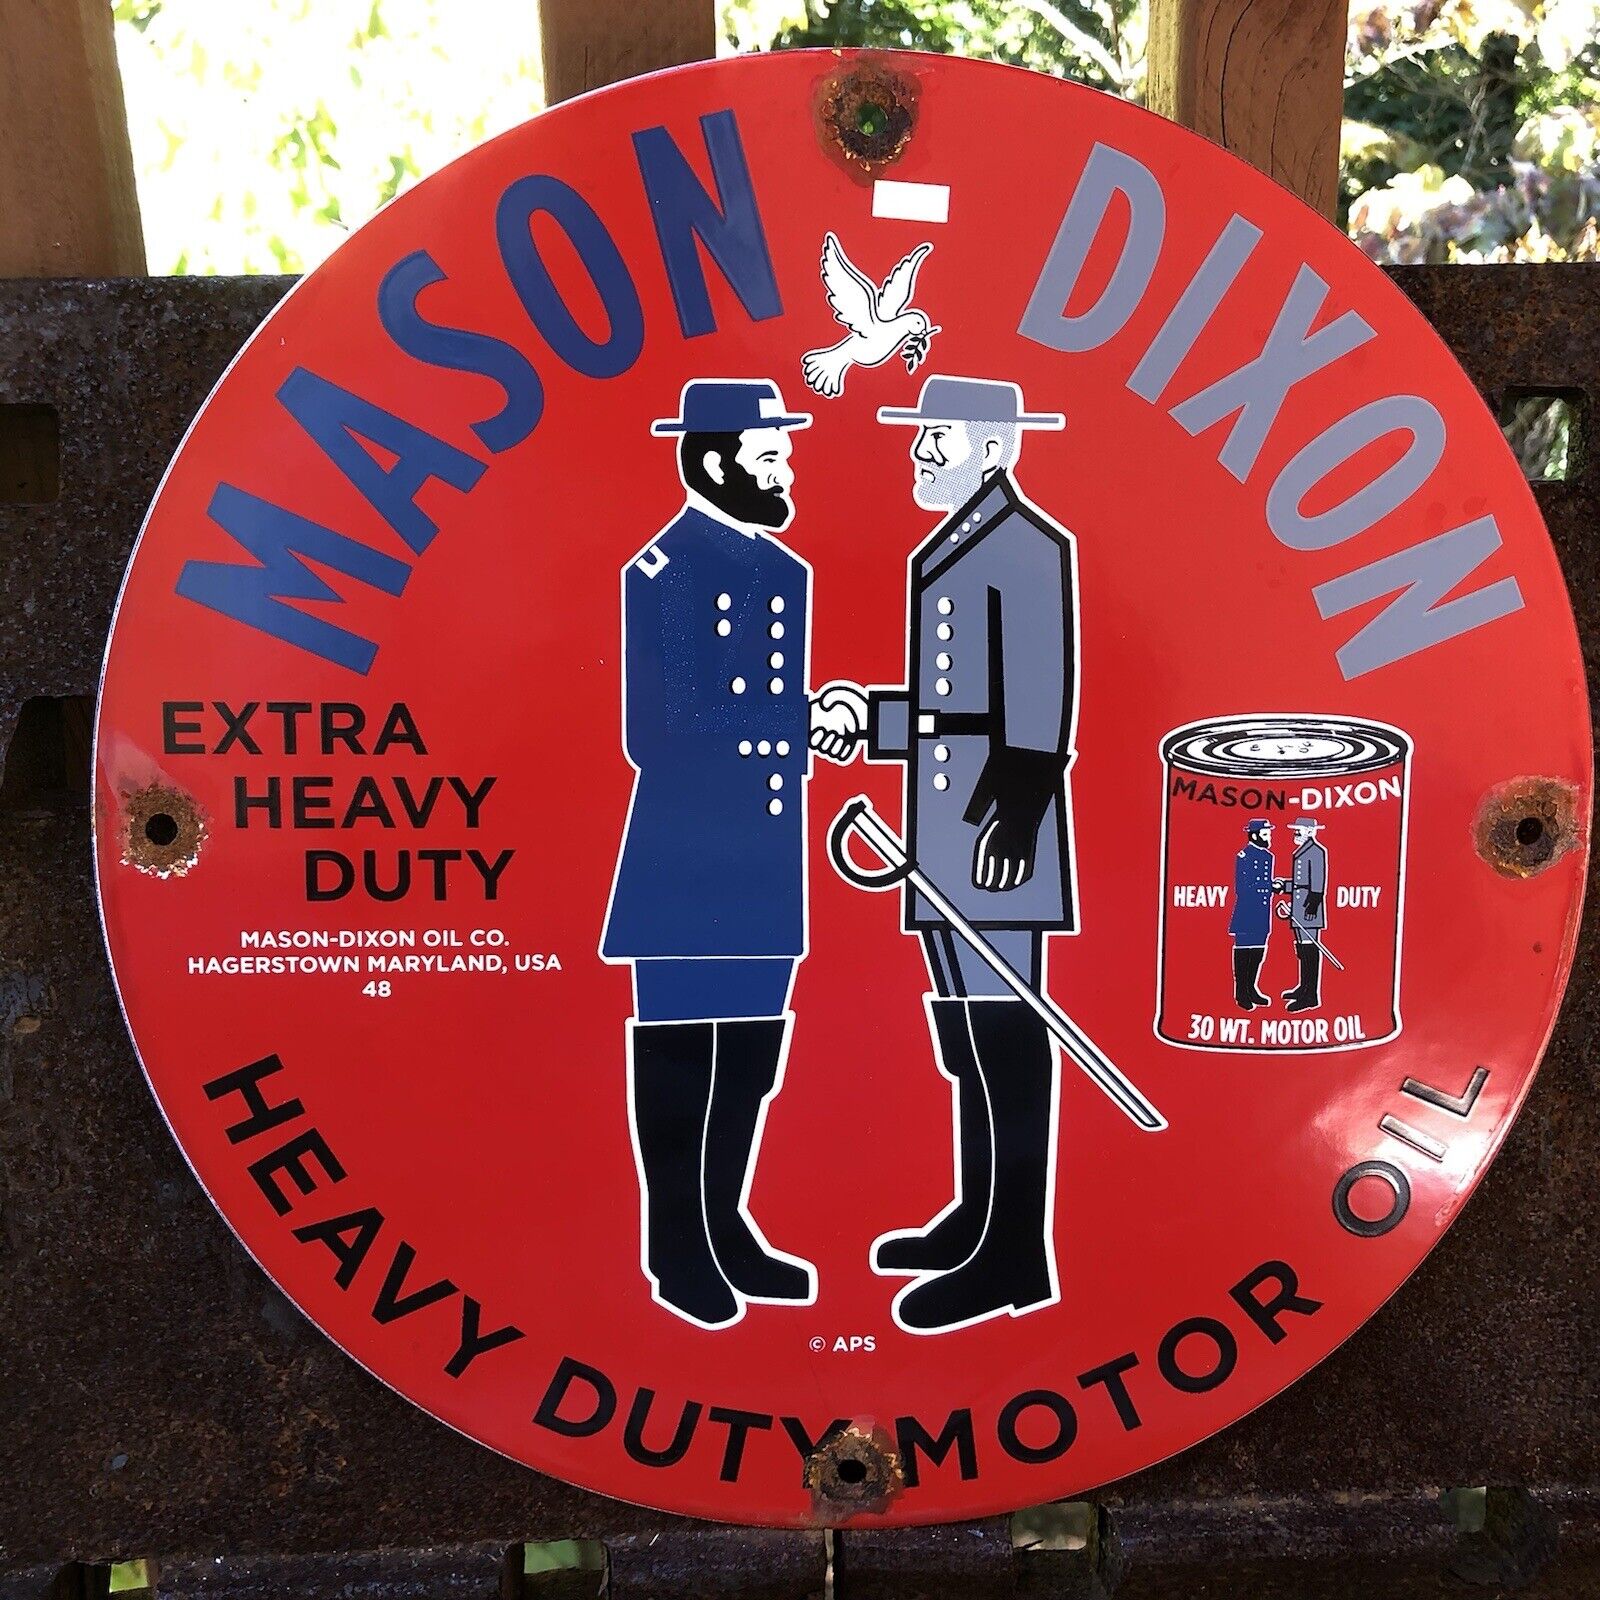 MASON - DIXON
EXTRA
HEAVY
DUTY
MASON-DIXON OIL CO.
HAGERSTOWN MARYLAND, USA
48
MASON-DIXON
HEAVY DUTY
30 WT. MOTOR OIL
HEAVY DUTY MOTOR OIL
© APS